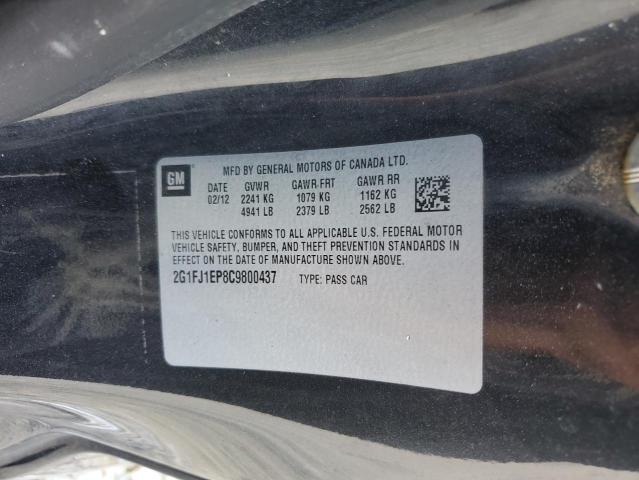 GM
MFD BY GENERAL MOTORS OF CANADA LTD.
DATE GVWR GAWR FRT GAWR RR
02/12 2241 KG 1079 KG 1162 KG
4941 LB 2379 LB 2562 LB
THIS VEHICLE CONFORMS TO ALL APPLICABLE U.S. FEDERAL MOTOR
VEHICLE SAFETY, BUMPER, AND THEFT PREVENTION STANDARDS IN
EFFECT ON THE DATE OF MANUFACTURE SHOWN ABOVE.
2G1FJ1EP8C9800437 TYPE: PASS CAR